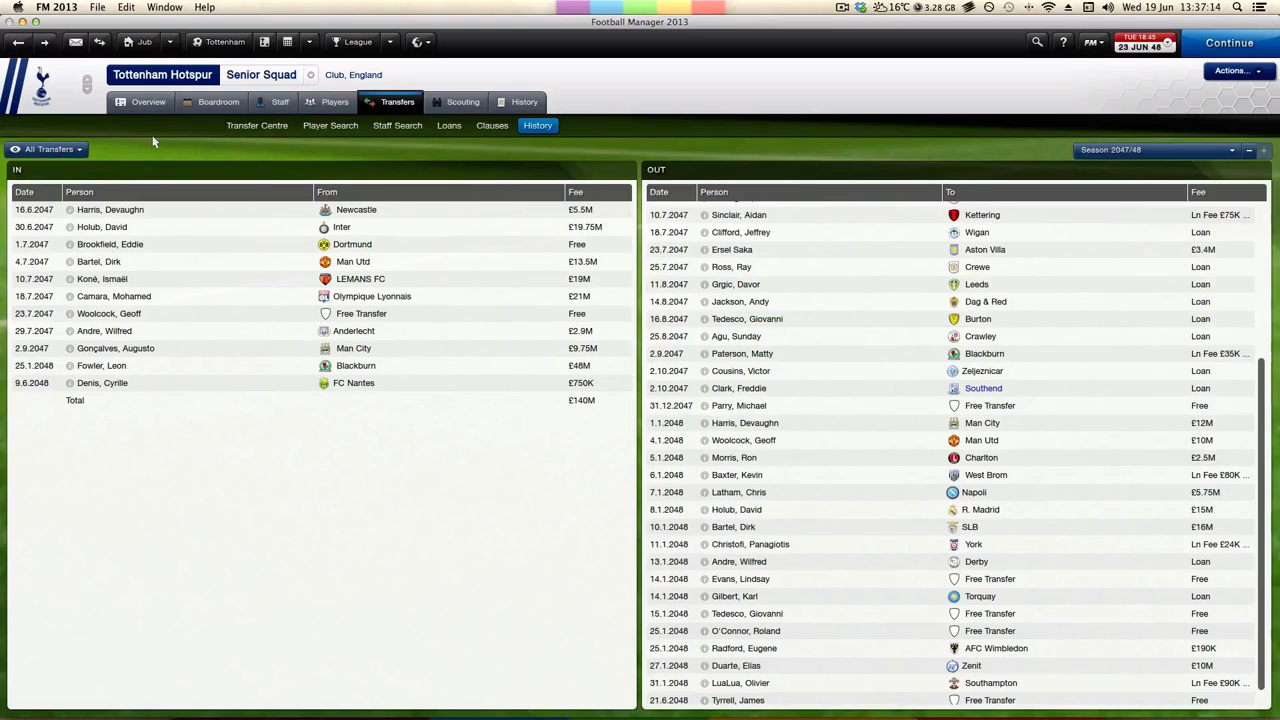 FM 2013 File Edit Window Help 16°C 3.28 GB Wed 19 Jun 13:37:14
Football Manager 2013
Job Tottenham League FM TUE 18:45 23 JUN 48 Continue
Tottenham Hotspur Senior Squad Club, England Actions...
Overview Boardroom Staff Players Transfers Scouting History
Transfer Centre Player Search Staff Search Loans Clauses History
All Transfers Season 2047/48
IN
Date Person From Fee
16.6.2047 Harris, Devaughn Newcastle £5.5M
30.6.2047 Holub, David Inter £19.75M
1.7.2047 Brookfield, Eddie Dortmund Free
4.7.2047 Bartel, Dirk Man Utd £13.5M
10.7.2047 Koné, Ismaël LEMANS FC £19M
18.7.2047 Camara, Mohamed Olympique Lyonnais £21M
23.7.2047 Woolcock, Geoff Free Transfer Free
29.7.2047 Andre, Wilfred Anderlecht £2.9M
2.9.2047 Gonçalves, Augusto Man City £9.75M
25.1.2048 Fowler, Leon Blackburn £48M
9.6.2048 Denis, Cyrille FC Nantes £750K
Total £140M
OUT
Date Person To Fee
10.7.2047 Sinclair, Aidan Kettering Ln Fee £75K ...
18.7.2047 Clifford, Jeffrey Wigan Loan
23.7.2047 Ersel Saka Aston Villa £3.4M
25.7.2047 Ross, Ray Crewe Loan
11.8.2047 Grgic, Davor Leeds Loan
14.8.2047 Jackson, Andy Dag & Red Loan
16.8.2047 Tedesco, Giovanni Burton Loan
25.8.2047 Agu, Sunday Crawley Loan
2.9.2047 Paterson, Matty Blackburn Ln Fee £35K ...
2.10.2047 Cousins, Victor Zeljeznicar Loan
2.10.2047 Clark, Freddie Southend Loan
31.12.2047 Parry, Michael Free Transfer Free
1.1.2048 Harris, Devaughn Man City £12M
4.1.2048 Woolcock, Geoff Man Utd £10M
5.1.2048 Morris, Ron Charlton £2.5M
6.1.2048 Baxter, Kevin West Brom Ln Fee £80K ...
7.1.2048 Latham, Chris Napoli £5.75M
8.1.2048 Holub, David R. Madrid £15M
10.1.2048 Bartel, Dirk SLB £16M
11.1.2048 Christofi, Panagiotis York Ln Fee £24K ...
13.1.2048 Andre, Wilfred Derby Loan
14.1.2048 Evans, Lindsay Free Transfer Free
14.1.2048 Gilbert, Karl Torquay Loan
15.1.2048 Tedesco, Giovanni Free Transfer Free
25.1.2048 O'Connor, Roland Free Transfer Free
25.1.2048 Radford, Eugene AFC Wimbledon £190K
27.1.2048 Duarte, Elias Zenit £10M
31.1.2048 LuaLua, Olivier Southampton Ln Fee £90K ...
21.6.2048 Tyrrell, James Free Transfer Free